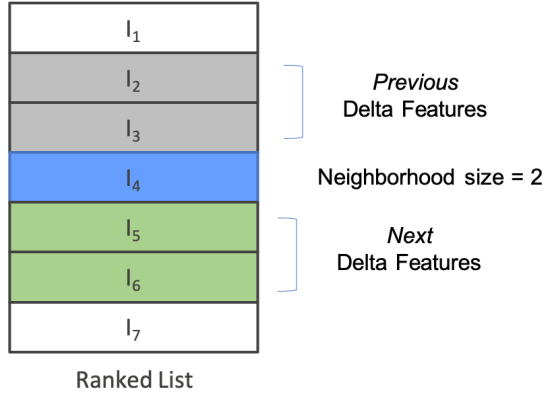 I₁
I₂
I₃
I₄
I₅
I₆
I₇
Previous
Delta Features
Neighborhood size = 2
Next
Delta Features
Ranked List